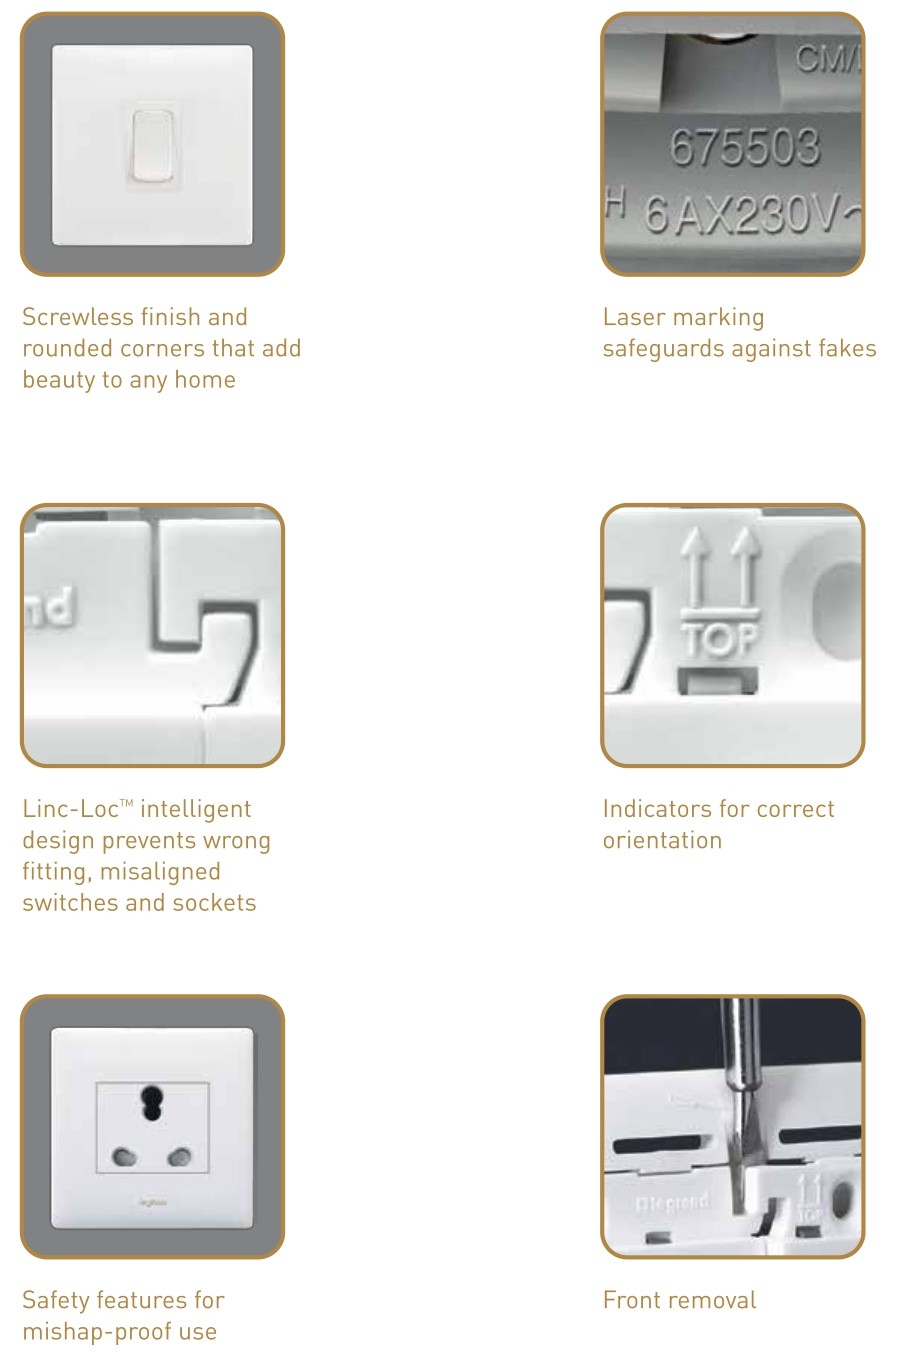 CM/
675503
H 6AX230V~
Screwless finish and
rounded corners that add
beauty to any home
Laser marking
safeguards against fakes
nd
TOP
Linc-Loc™ intelligent
design prevents wrong
fitting, misaligned
switches and sockets
Indicators for correct
orientation
legrand
legrand
TOP
Safety features for
mishap-proof use
Front removal